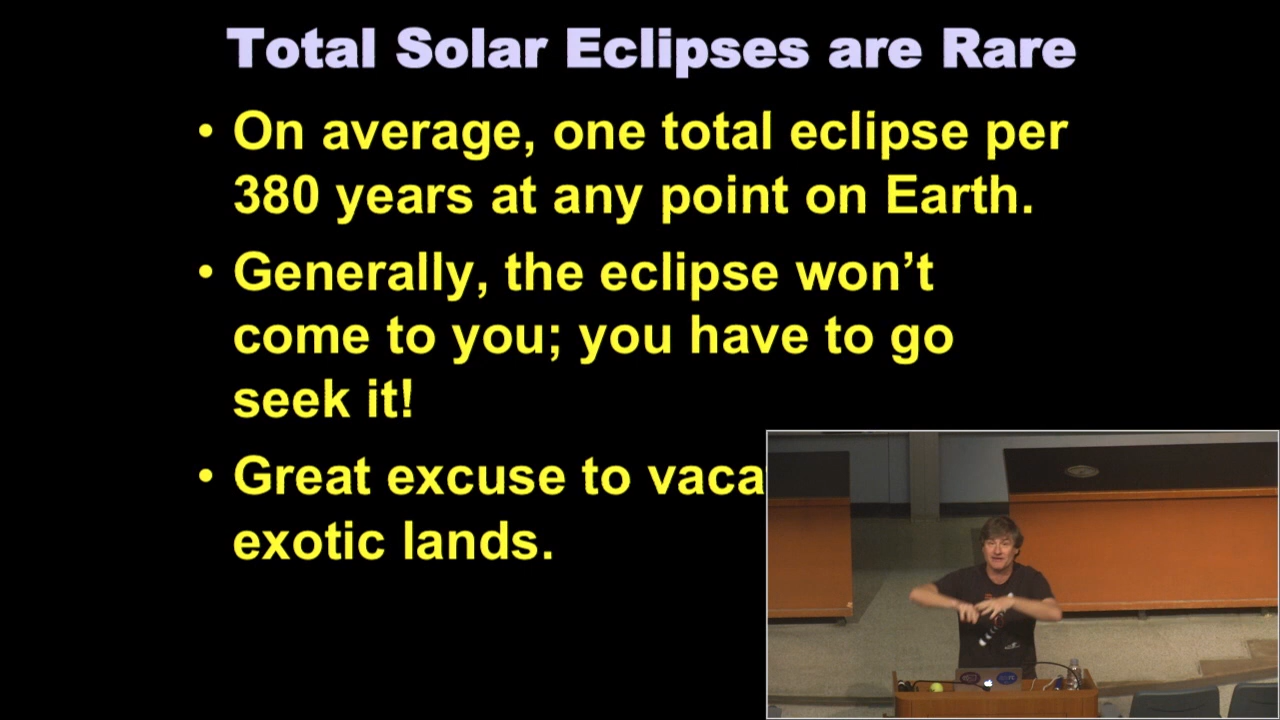 Total Solar Eclipses are Rare
• On average, one total eclipse per
380 years at any point on Earth.
• Generally, the eclipse won’t
come to you; you have to go
seek it!
• Great excuse to
exotic lands.